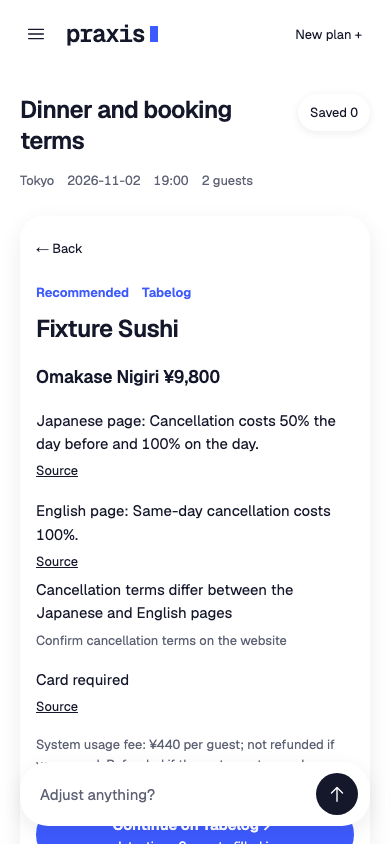 praxis
New plan +
Dinner and booking
terms
Saved 0
Tokyo 2026-11-02 19:00 2 guests
← Back
Recommended Tabelog
Fixture Sushi
Omakase Nigiri ¥9,800
Japanese page: Cancellation costs 50% the
day before and 100% on the day.
Source
English page: Same-day cancellation costs
100%.
Source
Cancellation terms differ between the
Japanese and English pages
Confirm cancellation terms on the website
Card required
Source
System usage fee: ¥440 per guest; not refunded if
Adjust anything?
Continue on Tabelog